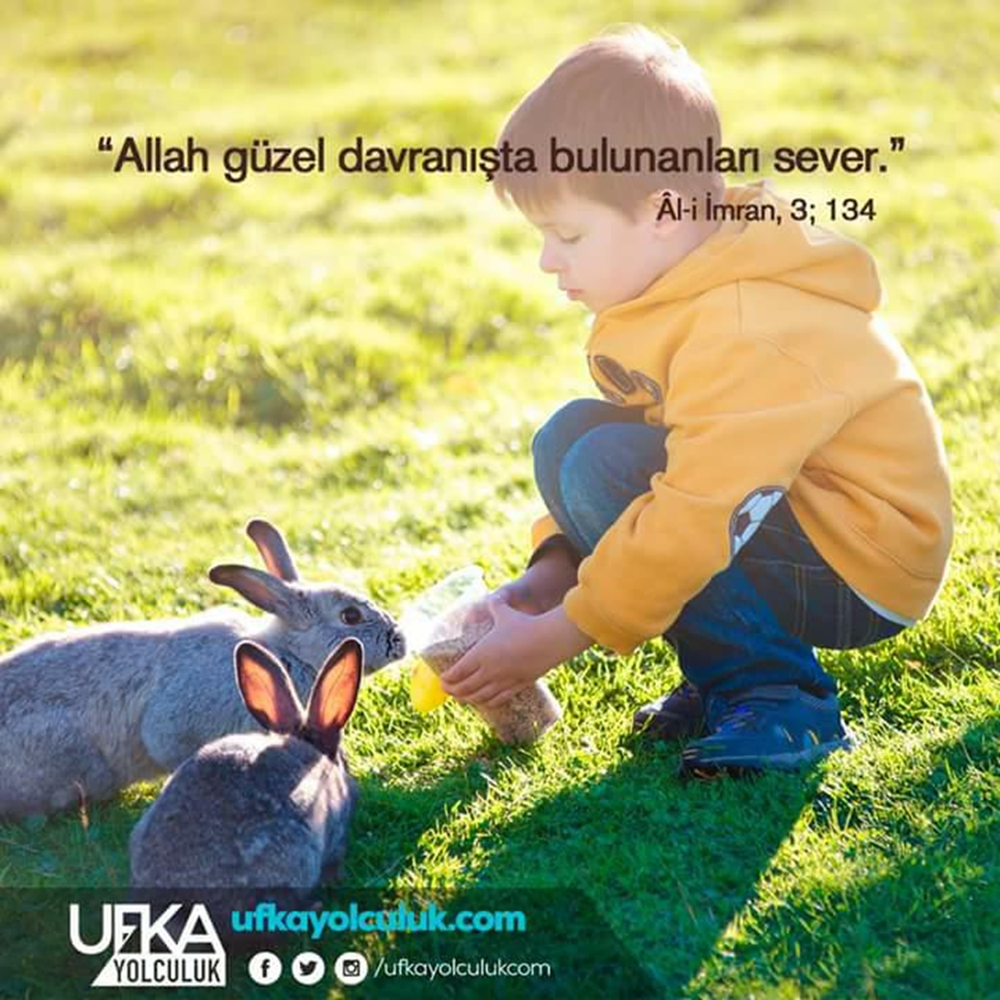 “Allah güzel davranışta bulunanları sever.”
Âl-i İmran, 3; 134
UFKA
YOLCULUK
ufkayolculuk.com
/ufkayolculukcom